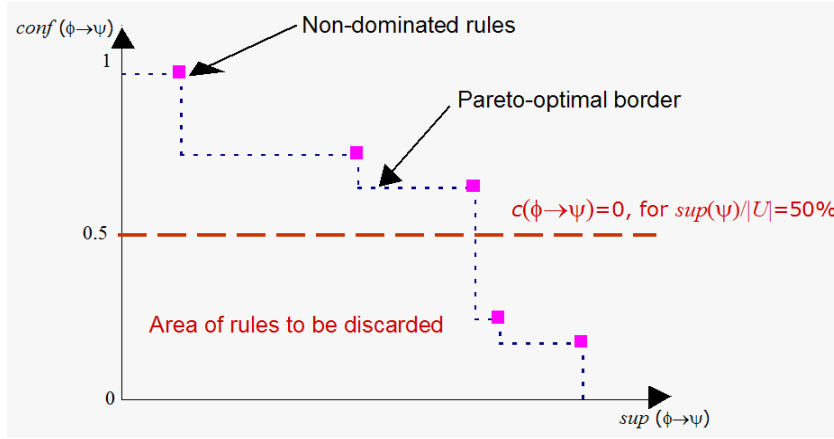 conf (ϕ→ψ)
Non-dominated rules
1
Pareto-optimal border
c(ϕ→ψ)=0, for sup(ψ)/|U|=50%
0.5
Area of rules to be discarded
0
sup (ϕ→ψ)